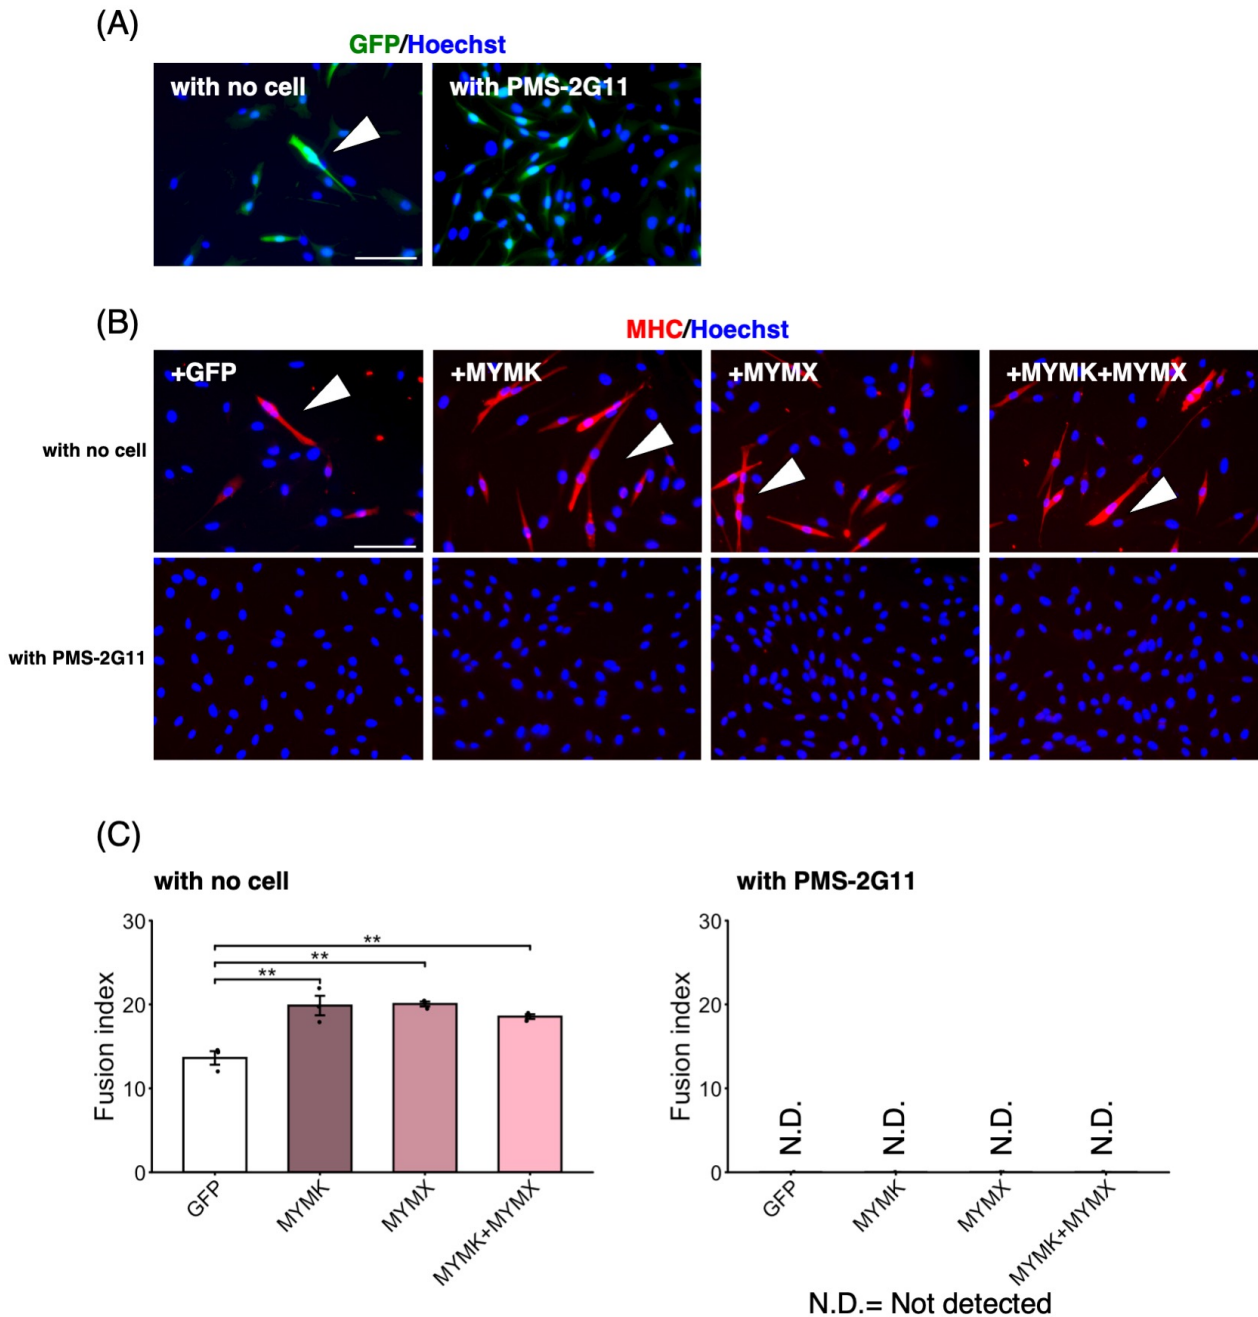 (A)
GFP/Hoechst
with no cell
with PMS-2G11
(B)
MHC/Hoechst
+GFP
+MYMK
+MYMX
+MYMK+MYMX
with no cell
with PMS-2G11
(C)
with no cell
Fusion index
30
20
10
0
**
**
**
GFP
MYMK
MYMX
MYMK+MYMX
with PMS-2G11
Fusion index
30
20
10
0
N.D.
N.D.
N.D.
N.D.
GFP
MYMK
MYMX
MYMK+MYMX
N.D.= Not detected